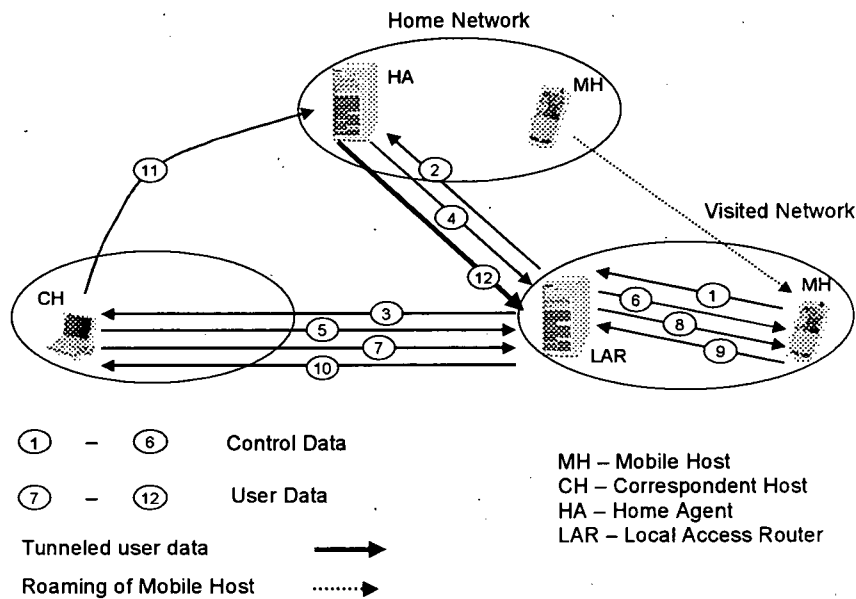 Home Network
HA
MH
2
11
4
Visited Network
12
CH
3
5
7
10
6
1
8
9
MH
LAR
1 – 6 Control Data
7 – 12 User Data
Tunneled user data
Roaming of Mobile Host
MH – Mobile Host
CH – Correspondent Host
HA – Home Agent
LAR – Local Access Router